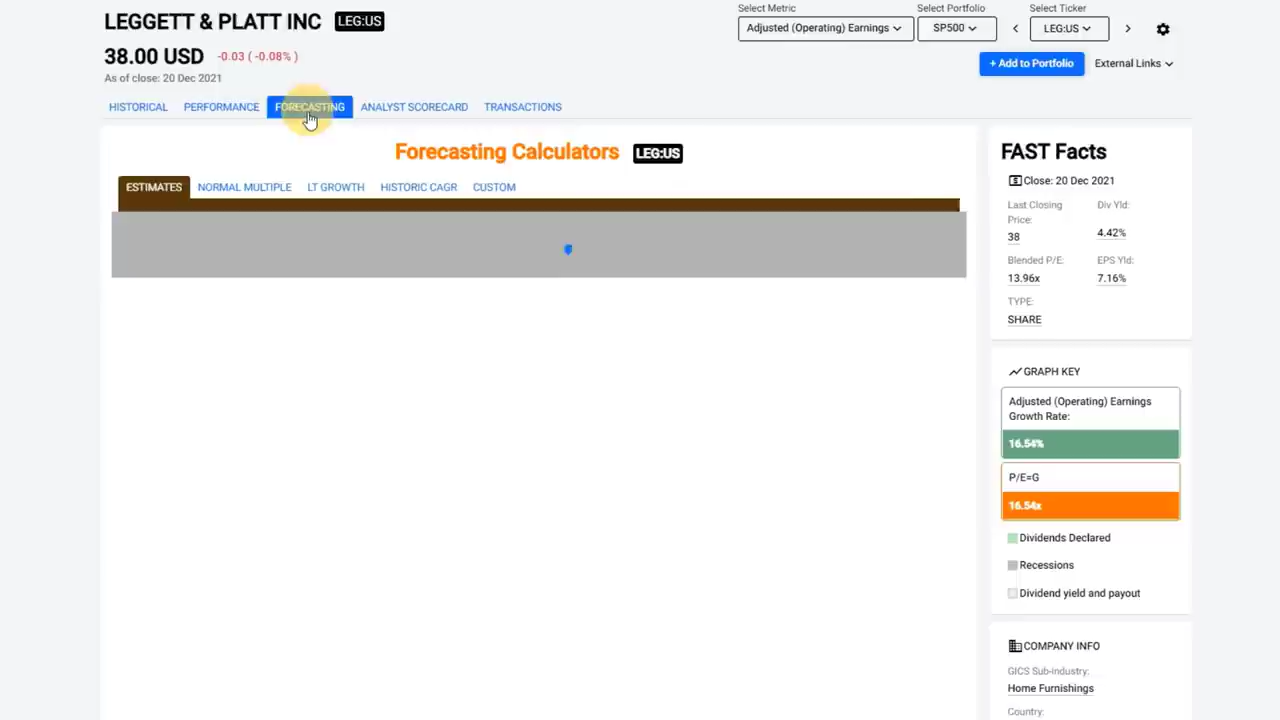 LEGGETT & PLATT INC LEG:US
38.00 USD -0.03 ( -0.08% )
As of close: 20 Dec 2021
Select Metric
Adjusted (Operating) Earnings
Select Portfolio
SP500
Select Ticker
LEG:US
+ Add to Portfolio
External Links
HISTORICAL PERFORMANCE FORECASTING ANALYST SCORECARD TRANSACTIONS
Forecasting Calculators LEG:US
ESTIMATES NORMAL MULTIPLE LT GROWTH HISTORIC CAGR CUSTOM
FAST Facts
Close: 20 Dec 2021
Last Closing
Price:
38
Div Yld:
4.42%
Blended P/E:
13.96x
EPS Yld:
7.16%
TYPE:
SHARE
GRAPH KEY
Adjusted (Operating) Earnings
Growth Rate:
16.54%
P/E=G
16.54x
Dividends Declared
Recessions
Dividend yield and payout
COMPANY INFO
GICS Sub-industry:
Home Furnishings
Country: